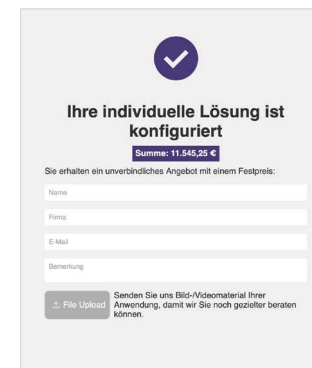 Ihre individuelle Lösung ist
konfiguriert
Summe: 11.545,25 €
Sie erhalten ein unverbindliches Angebot mit einem Festpreis:
Name
Firma
E-Mail
Bemerkung
File Upload
Senden Sie uns Bild-/Videomaterial Ihrer
Anwendung, damit wir Sie noch gezielter beraten
können.